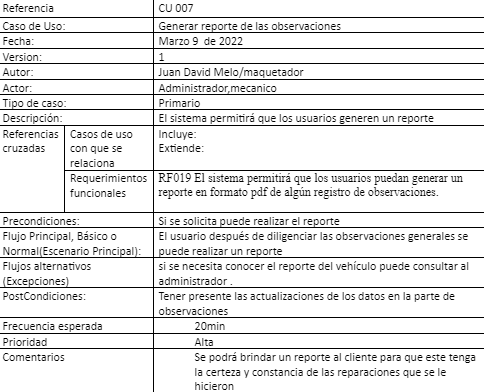 Referencia CU 007
Caso de Uso: Generar reporte de las observaciones
Fecha: Marzo 9 de 2022
Version: 1
Autor: Juan David Melo/maquetador
Actor: Administrador,mecanico
Tipo de caso: Primario
Descripción: El sistema permitirá que los usuarios generen un reporte
Referencias
cruzadas
Casos de uso
con que se
relaciona
Incluye:
Extiende:
Requerimientos
funcionales
RF019 El sistema permitirá que los usuarios puedan generar un
reporte en formato pdf de algún registro de observaciones.
Precondiciones: Si se solicita puede realizar el reporte
Flujo Principal, Básico o
Normal(Escenario Principal):
El usuario después de diligenciar las observaciones generales se
puede realizar un reporte
Flujos alternativos
(Excepciones)
si se necesita conocer el reporte del vehículo puede consultar al
administrador .
PostCondiciones:
Tener presente las actualizaciones de los datos en la parte de
observaciones
Frecuencia esperada 20min
Prioridad Alta
Comentarios
Se podrá brindar un reporte al cliente para que este tenga
la certeza y constancia de las reparaciones que se le
hicieron